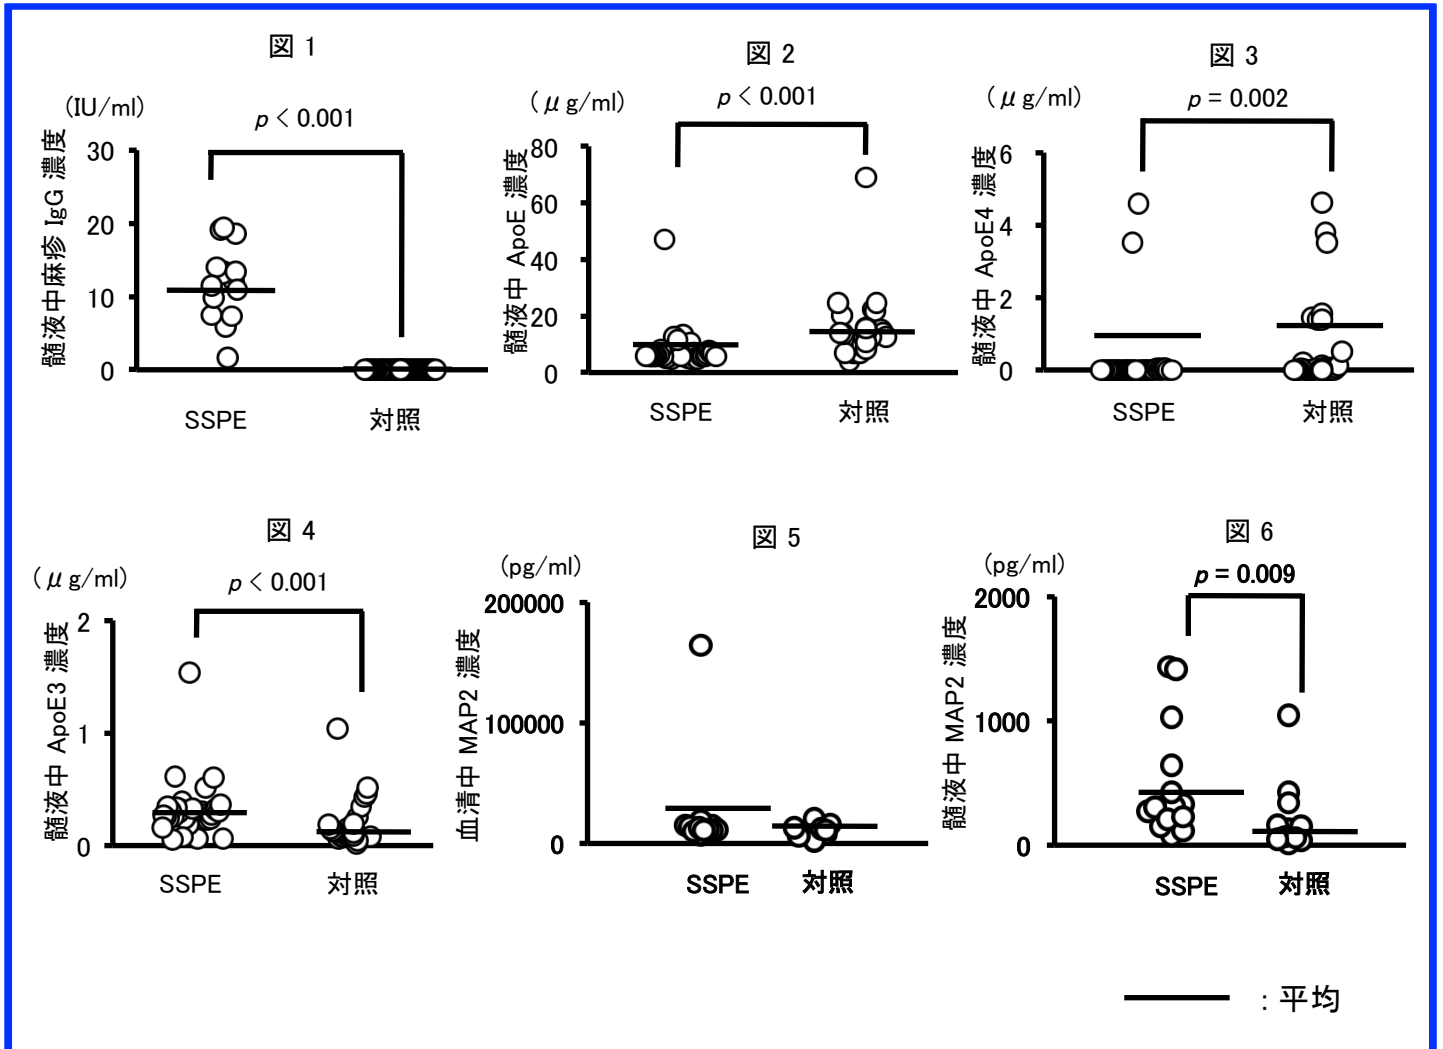 図 1
(IU/ml)
p < 0.001
髄液中麻疹 IgG 濃度
30
20
10
0
SSPE
対照
図 2
(μg/ml)
p < 0.001
髄液中 ApoE 濃度
80
60
40
20
0
SSPE
対照
図 3
(μg/ml)
p = 0.002
髄液中 ApoE4 濃度
6
4
2
0
SSPE
対照
図 4
(μg/ml)
p < 0.001
髄液中 ApoE3 濃度
2
1
0
SSPE
対照
図 5
(pg/ml)
血清中 MAP2 濃度
200000
100000
0
SSPE
対照
図 6
(pg/ml)
p = 0.009
髄液中 MAP2 濃度
2000
1000
0
SSPE
対照
: 平均